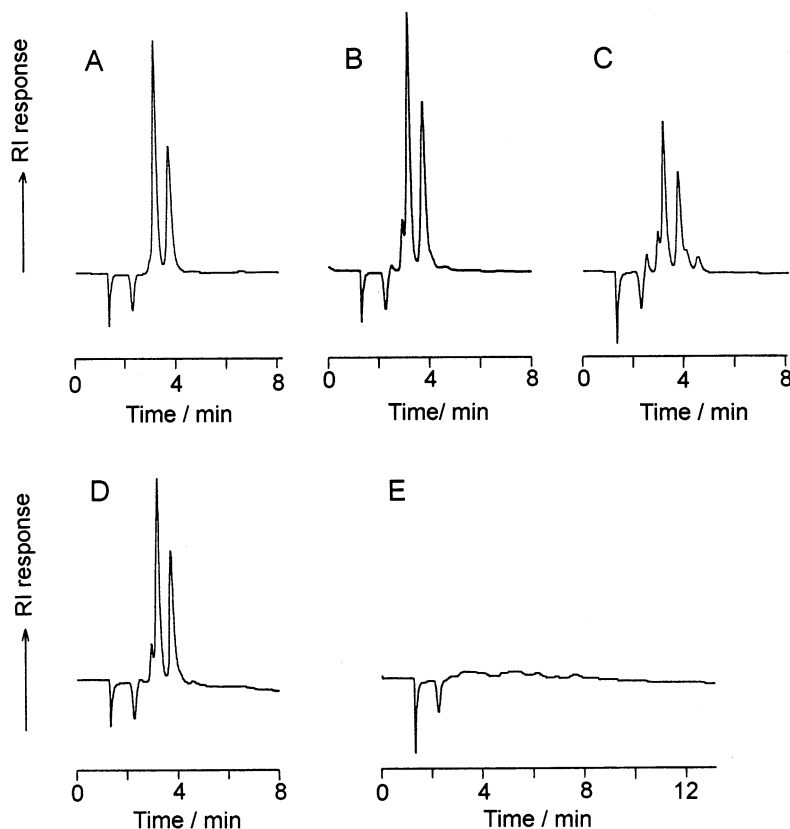 A
B
C
→ RI response
0 4 8
0 4 8
0 4 8
Time / min
Time/ min
Time / min
D
E
→ RI response
0 4 8
0 4 8 12
Time / min
Time / min